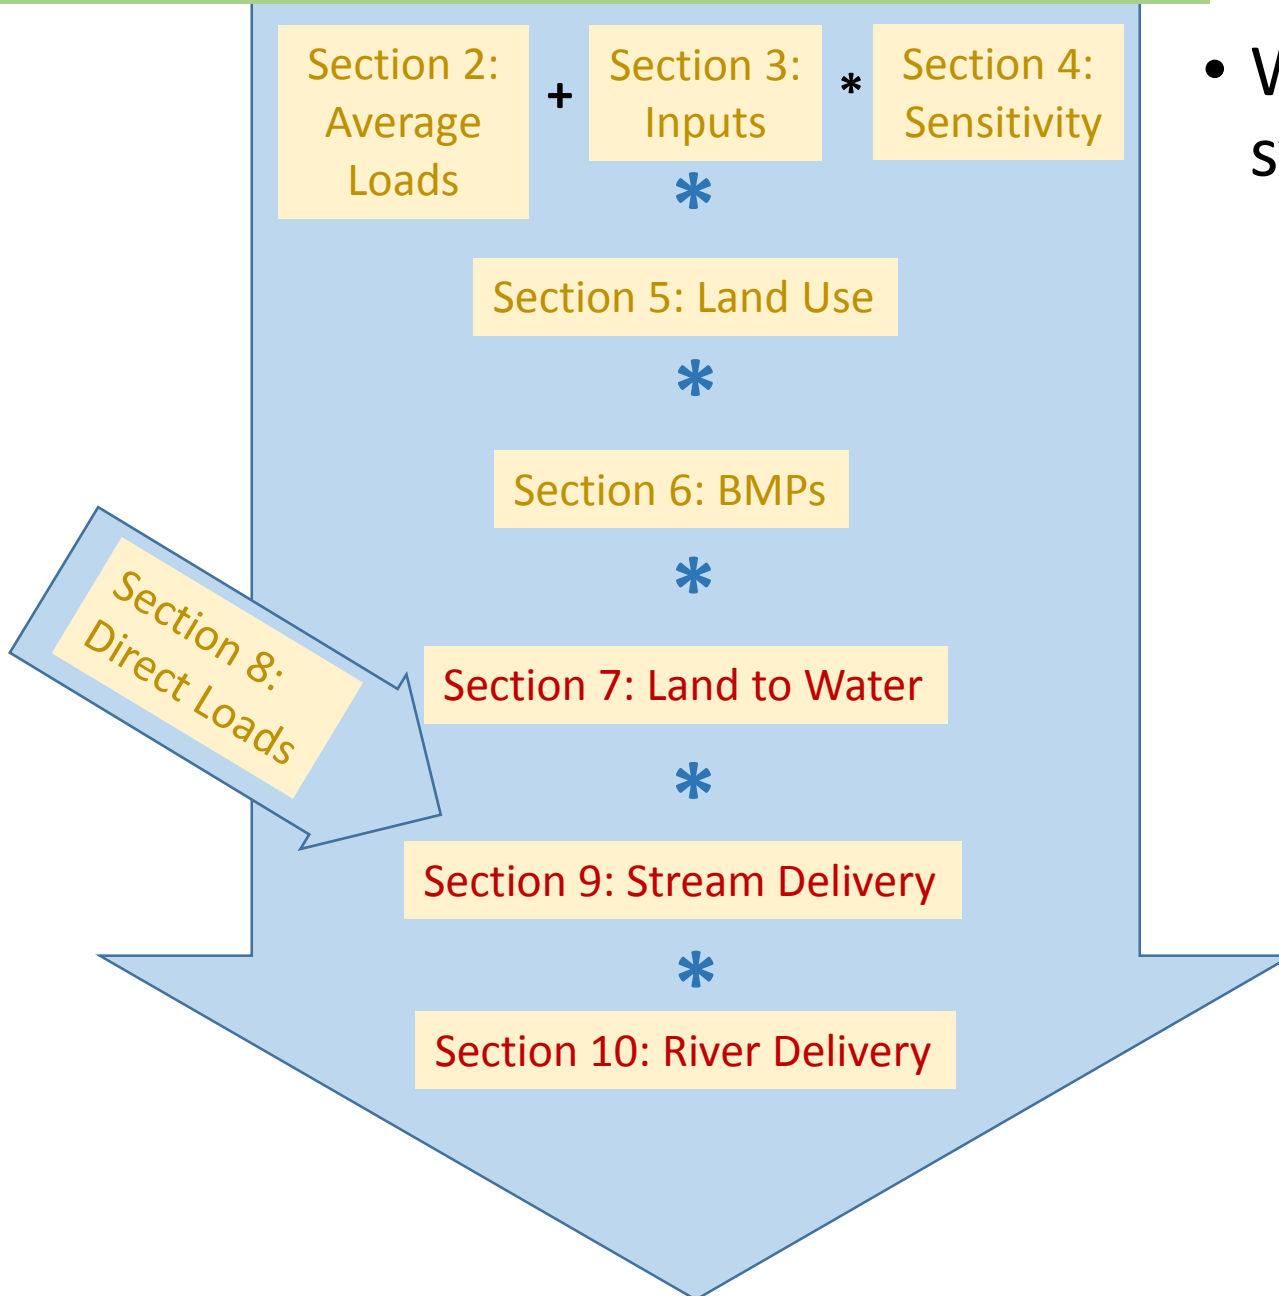 Section 2:
Average
Loads
+
Section 3:
Inputs
*
Section 4:
Sensitivity
*
Section 5: Land Use
*
Section 6: BMPs
*
Section 8:
Direct Loads
Section 7: Land to Water
*
Section 9: Stream Delivery
*
Section 10: River Delivery
•